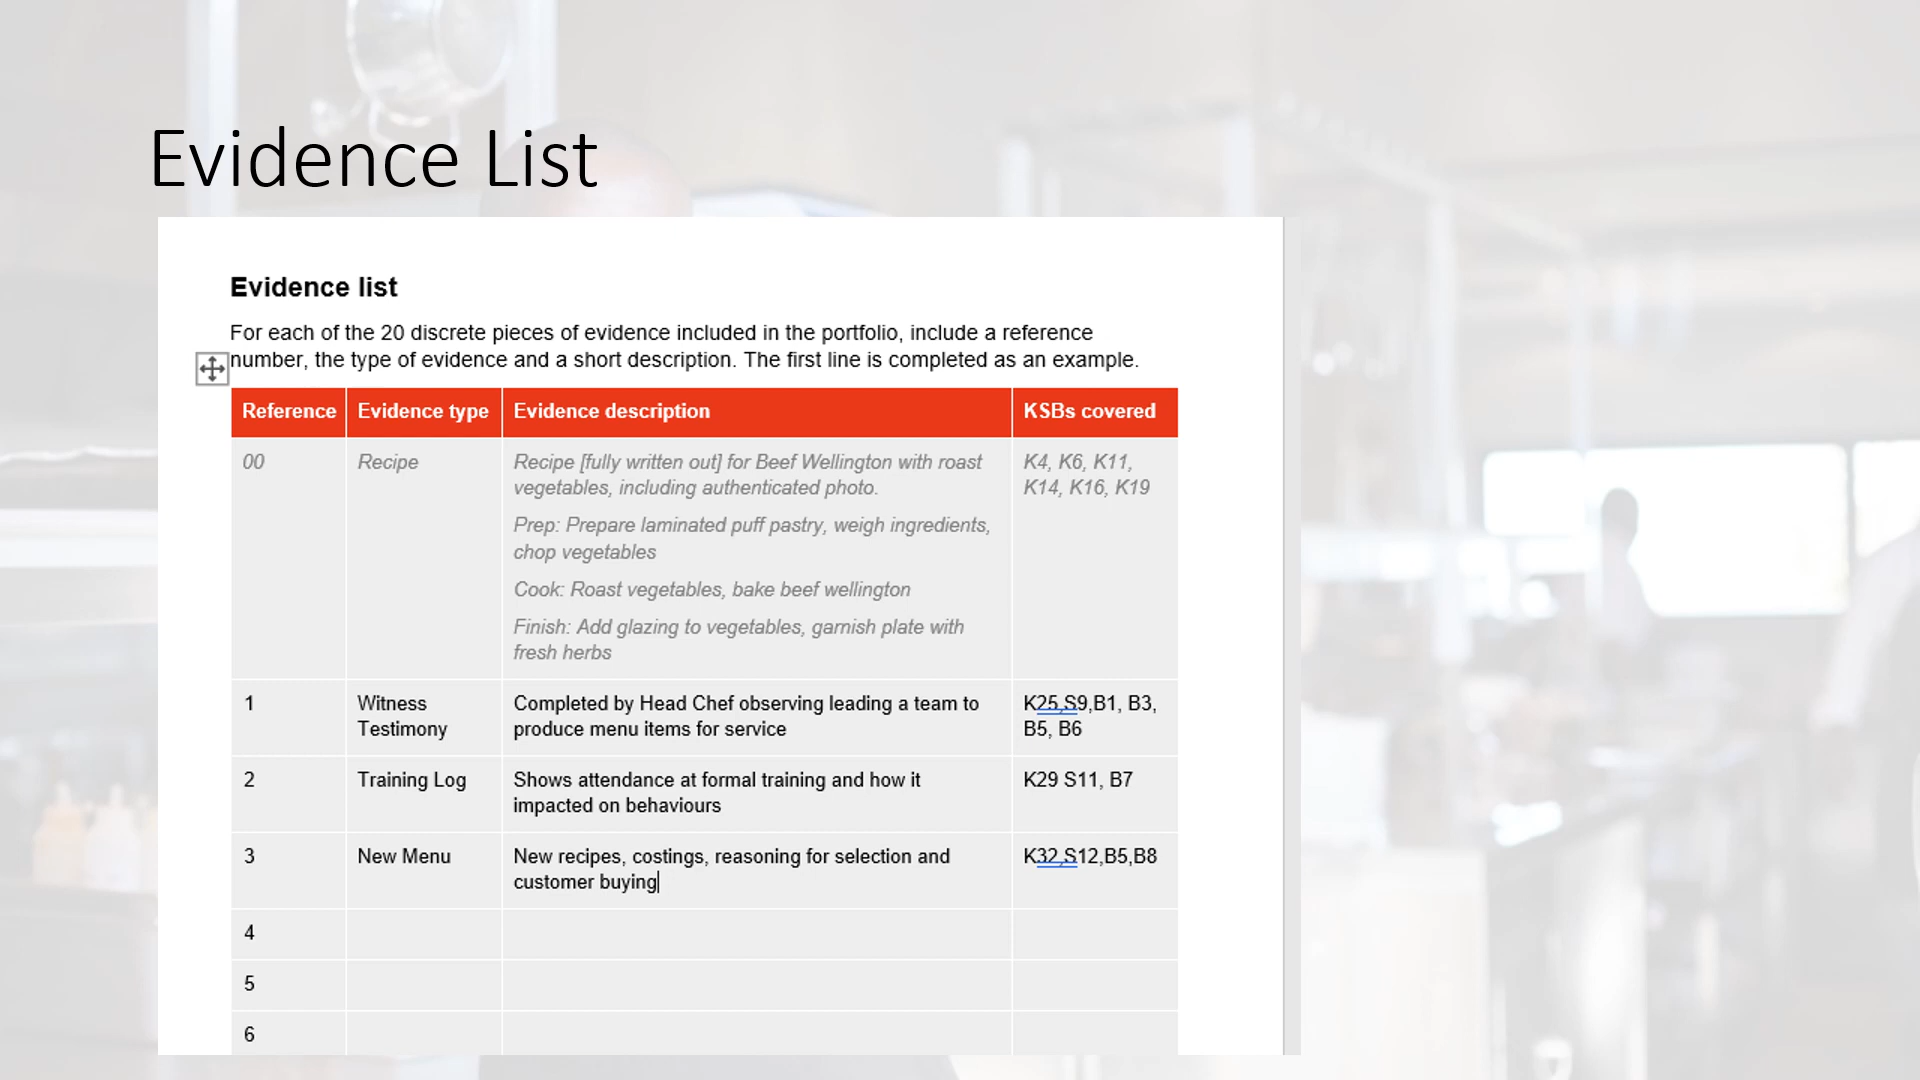 Evidence List
Evidence list
For each of the 20 discrete pieces of evidence included in the portfolio, include a reference
number, the type of evidence and a short description. The first line is completed as an example.
Reference Evidence type Evidence description KSBs covered
00 Recipe Recipe [fully written out] for Beef Wellington with roast K4, K6, K11,
vegetables, including authenticated photo. K14, K16, K19
Prep: Prepare laminated puff pastry, weigh ingredients,
chop vegetables
Cook: Roast vegetables, bake beef wellington
Finish: Add glazing to vegetables, garnish plate with
fresh herbs
1 Witness Completed by Head Chef observing leading a team to K25,S9,B1, B3,
Testimony produce menu items for service B5, B6
2 Training Log Shows attendance at formal training and how it K29 S11, B7
impacted on behaviours
3 New Menu New recipes, costings, reasoning for selection and K32,S12,B5,B8
customer buying
4
5
6